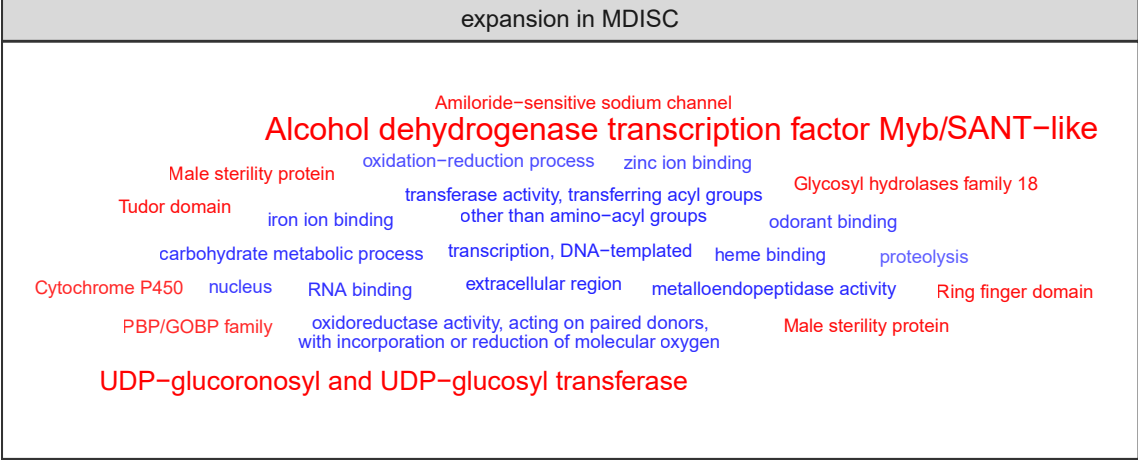 expansion in MDISC
Amiloride−sensitive sodium channel
Alcohol dehydrogenase transcription factor Myb/SANT−like
oxidation−reduction process
zinc ion binding
Male sterility protein
Glycosyl hydrolases family 18
transferase activity, transferring acyl groups
other than amino−acyl groups
Tudor domain
iron ion binding
odorant binding
carbohydrate metabolic process
transcription, DNA−templated
heme binding
proteolysis
Cytochrome P450
nucleus
RNA binding
extracellular region
metalloendopeptidase activity
Ring finger domain
PBP/GOBP family
oxidoreductase activity, acting on paired donors,
with incorporation or reduction of molecular oxygen
Male sterility protein
UDP−glucoronosyl and UDP−glucosyl transferase